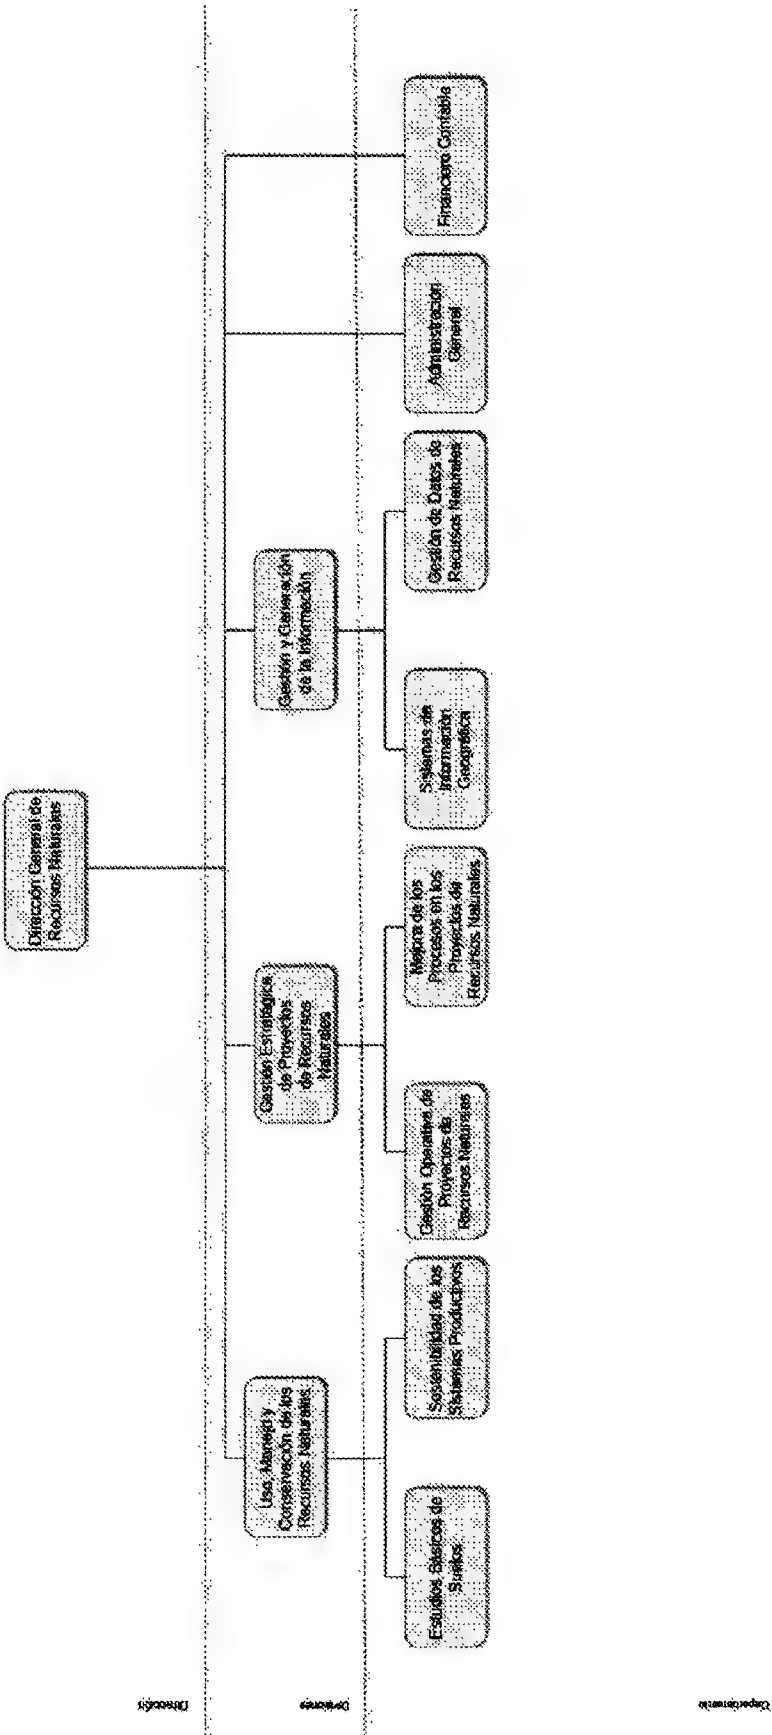 Dirección General de
Recursos Naturales
Uso, Manejo y
Conservación de los
Recursos Naturales
Gestión Estratégica
de Proyectos
de Recursos
Naturales
Gestión y Generación
de la Información
Estudios Básicos de
Suelos
Sostenibilidad de los
Sistemas Productivos
Gestión Operativa de
Proyectos de
Recursos Naturales
Mejora de los
Procesos en los
Proyectos de
Recursos Naturales
Sistemas de
Información
Geográfica
Gestión de Datos de
Recursos Naturales
Administración
General
Financiero Contable
Dirección
Departamento